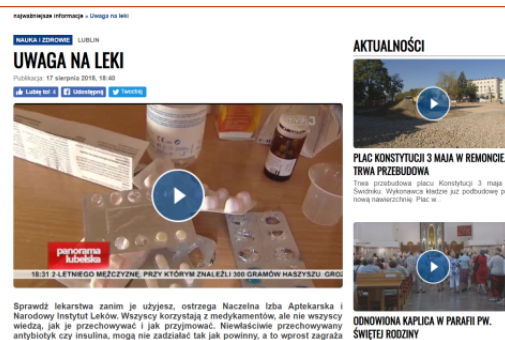 najważniejsze informacje » Uwaga na leki
NAUKA I ZDROWIE LUBLIN
UWAGA NA LEKI
Publikacja: 17 sierpnia 2018, 18:40
Lubię to! 4 Udostępnij Tweetnij
3
panorama
lubelska
18:31 2-LETNIEGO MĘŻCZYZNĘ, PRZY KTÓRYM ZNALEŹLI 300 GRAMÓW HASZYSZU. GROZ
Sprawdź lekarstwa zanim je użyjesz, ostrzega Naczelna Izba Aptekarska i
Narodowy Instytut Leków. Wszyscy korzystają z medykamentów, ale nie wszyscy
wiedzą, jak je przechowywać i jak przyjmować. Niewłaściwie przechowywany
antybiotyk czy insulina, mogą nie zadziałać tak jak powinny, a to wprost zagraża
AKTUALNOŚCI
PLAC KONSTYTUCJI 3 MAJA W REMONCIE.
TRWA PRZEBUDOWA
Trwa przebudowa placu Konstytucji 3 maja
Świdniku. Wykonawca kładzie już podbudowę p
nową nawierzchnię. Plac w...
ODNOWIONA KAPLICA W PARAFII PW.
ŚWIĘTEJ RODZINY